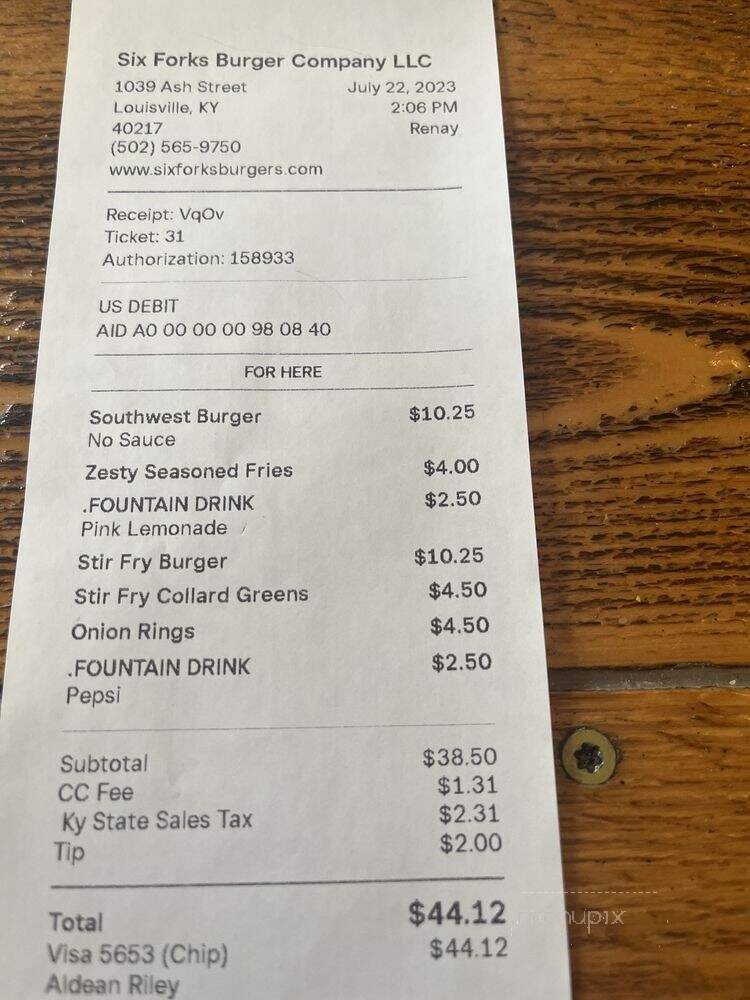 Six Forks Burger Company LLC
1039 Ash Street July 22, 2023
Louisville, KY 2:06 PM
40217 Renay
(502) 565-9750
www.sixforksburgers.com
Receipt: VqOv
Ticket: 31
Authorization: 158933
US DEBIT
AID A0 00 00 00 98 08 40
FOR HERE
Southwest Burger $10.25
No Sauce
Zesty Seasoned Fries $4.00
.FOUNTAIN DRINK $2.50
Pink Lemonade
Stir Fry Burger $10.25
Stir Fry Collard Greens $4.50
Onion Rings $4.50
.FOUNTAIN DRINK $2.50
Pepsi
Subtotal $38.50
CC Fee $1.31
Ky State Sales Tax $2.31
Tip $2.00
Total $44.12
Visa 5653 (Chip) $44.12
Aldean Riley